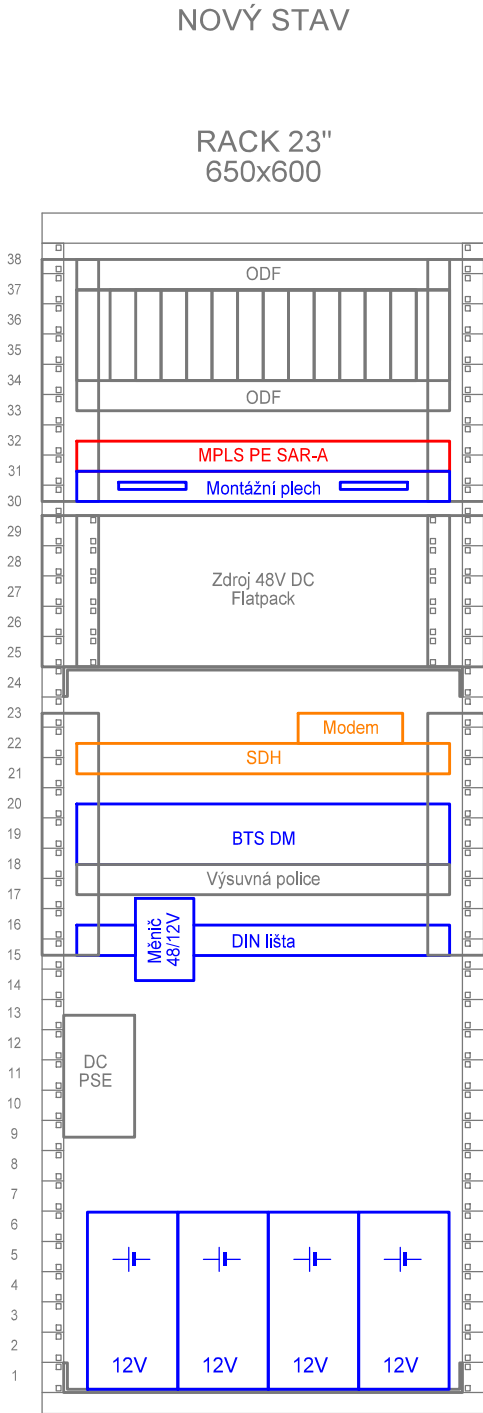 NOVÝ STAV
RACK 23"
650x600
38
ODF
37
36
35
34
ODF
33
32
MPLS PE SAR-A
31
Montážní plech
30
29
28
Zdroj 48V DC
Flatpack
27
26
25
24
23
Modem
22
SDH
21
20
BTS DM
19
18
Výsuvná police
17
16
Měnič
48/12V
DIN lišta
15
14
13
12
DC
PSE
11
10
9
8
7
6
5
4
3
2
12V 12V 12V 12V
1